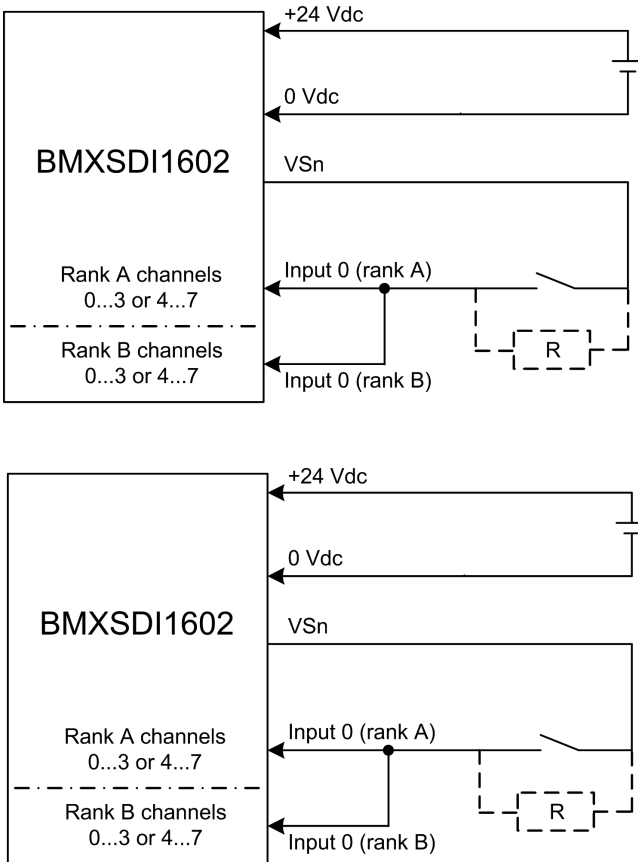 +24 Vdc
0 Vdc
BMXSDI1602
VSn
Rank A channels
0...3 or 4...7
Input 0 (rank A)
R
Rank B channels
0...3 or 4...7
Input 0 (rank B)
+24 Vdc
0 Vdc
BMXSDI1602
VSn
Rank A channels
0...3 or 4...7
Input 0 (rank A)
R
Rank B channels
0...3 or 4...7
Input 0 (rank B)